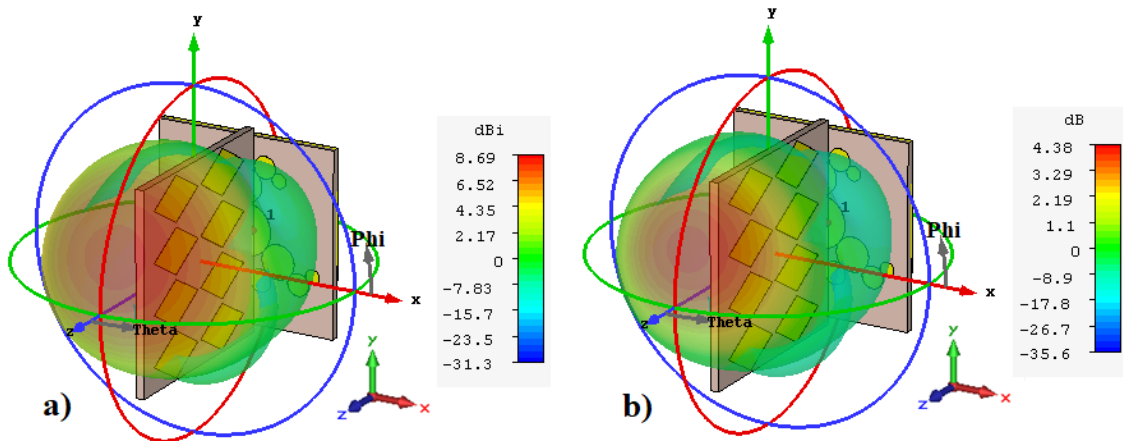 y
dBi
8.69
6.52
4.35
2.17
0
-7.83
-15.7
-23.5
-31.3
1
Phi
x
z
Theta
y
z
x
a)
y
dB
4.38
3.29
2.19
1.1
0
-8.9
-17.8
-26.7
-35.6
1
Phi
x
z
Theta
y
z
x
b)